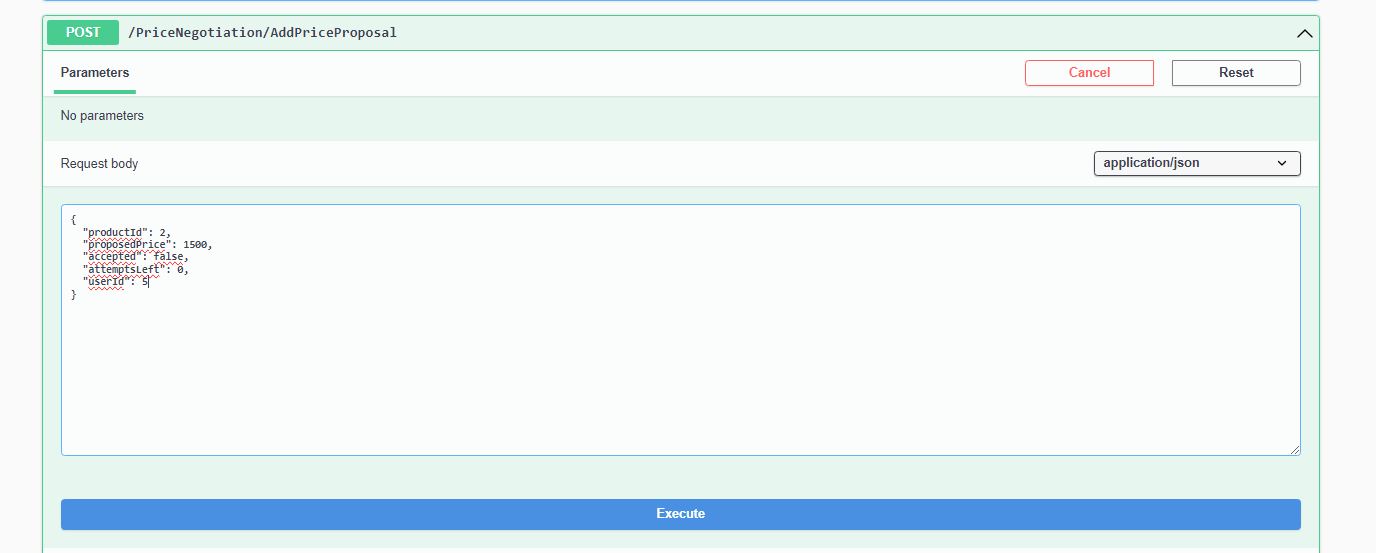 POST /PriceNegotiation/AddPriceProposal
Parameters
Cancel
Reset
No parameters
Request body
application/json
{
"productId": 2,
"proposedPrice": 1500,
"accepted": false,
"attemptsLeft": 0,
"userId": 5
}
Execute